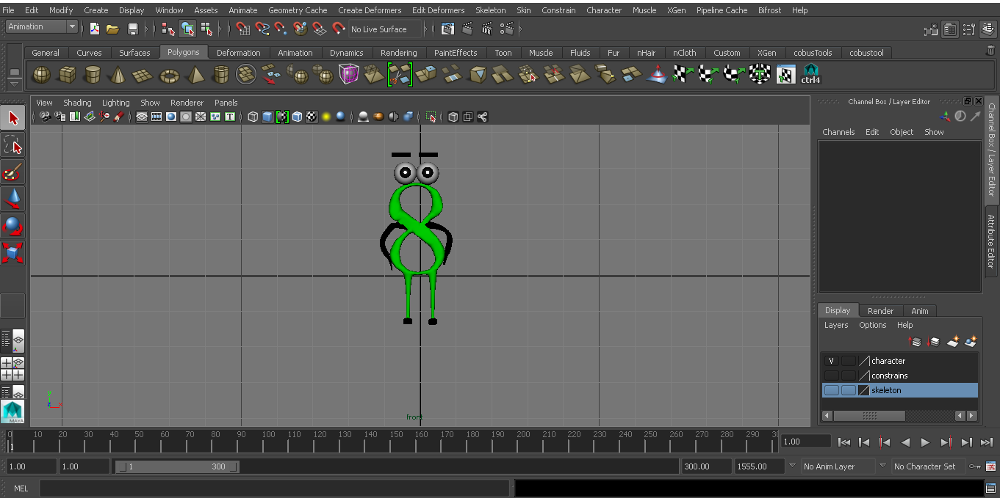 File Edit Modify Create Display Window Assets Animate Geometry Cache Create Deformers Edit Deformers Skeleton Skin Constrain Character Muscle XGen Pipeline Cache Bifrost Help
Animation No Live Surface
General Curves Surfaces Polygons Deformation Animation Dynamics Rendering PaintEffects Toon Muscle Fluids Fur nHair nCloth Custom XGen cobusTools cobustool
ctrl4
View Shading Lighting Show Renderer Panels
Channel Box / Layer Editor
Channels Edit Object Show
Channel Box / Layer Editor
Attribute Editor
Display Render Anim
Layers Options Help
V character
constrains
skeleton
y
z
front
MAYA
0 10 20 30 40 50 60 70 80 90 100 110 120 130 140 150 160 170 180 190 200 210 220 230 240 250 260 270 280 290 30
1
1.00
1.00 1.00 1 300 300.00 1555.00 No Anim Layer No Character Set
MEL